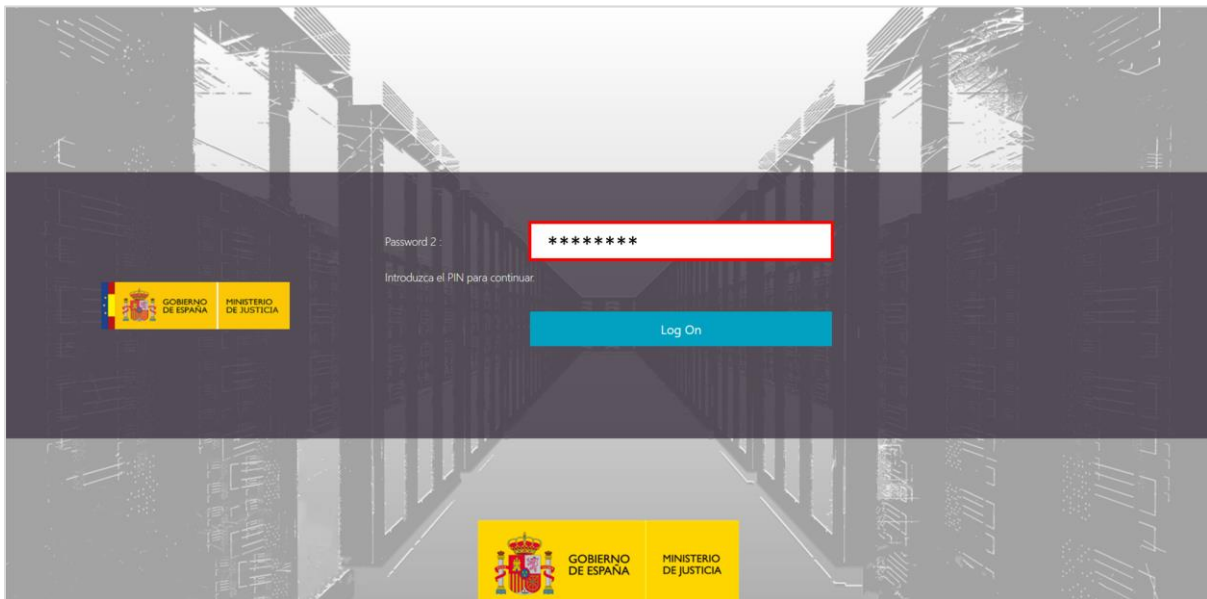 Password 2 :
********
Introduzca el PIN para continuar.
GOBIERNO
DE ESPAÑA
MINISTERIO
DE JUSTICIA
Log On
GOBIERNO
DE ESPAÑA
MINISTERIO
DE JUSTICIA